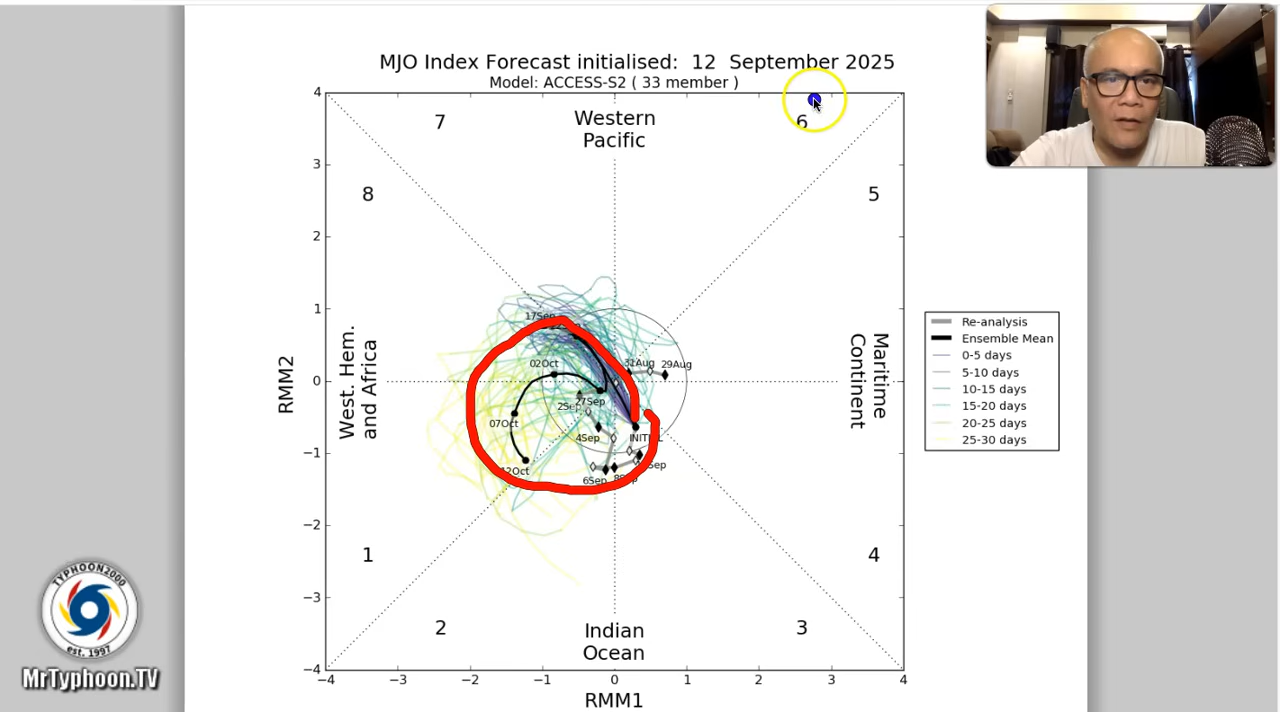 MJO Index Forecast initialised: 12 September 2025
Model: ACCESS-S2 ( 33 member )
4
7
Western
Pacific
6
3
8
5
2
1
17Sep
31Aug
29Aug
02Oct
0
27Sep
2Sep
07Oct
4Sep
−1
6Sep
−2
1
4
−3
2
Indian
Ocean
3
−4
−4
−3
−2
−1
0
1
2
3
4
RMM1
RMM2
West. Hem.
and Africa
Maritime
Continent
Re-analysis
Ensemble Mean
0-5 days
5-10 days
10-15 days
15-20 days
20-25 days
25-30 days
TYPHOON2000
est. 1997
MrTyphoon.TV